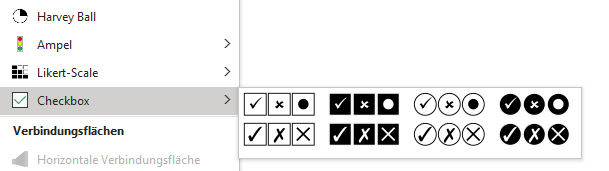 Harvey Ball
Ampel
Likert-Scale
Checkbox
Verbindungsflächen
Horizontale Verbindungsfläche